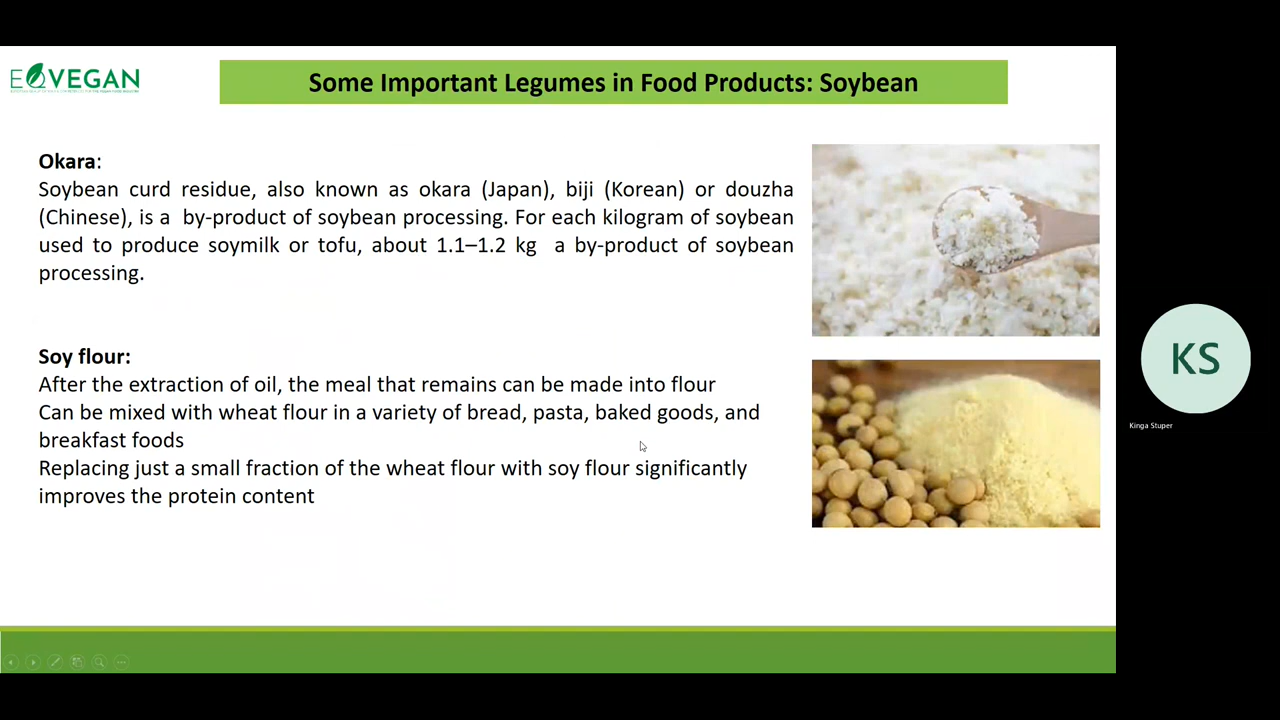 EQVEGAN
Some Important Legumes in Food Products: Soybean
Okara:
Soybean curd residue, also known as okara (Japan), biji (Korean) or douzha
(Chinese), is a by-product of soybean processing. For each kilogram of soybean
used to produce soymilk or tofu, about 1.1–1.2 kg a by-product of soybean
processing.
Soy flour:
After the extraction of oil, the meal that remains can be made into flour
Can be mixed with wheat flour in a variety of bread, pasta, baked goods, and
breakfast foods
Replacing just a small fraction of the wheat flour with soy flour significantly
improves the protein content
KS
Kinga Stuper